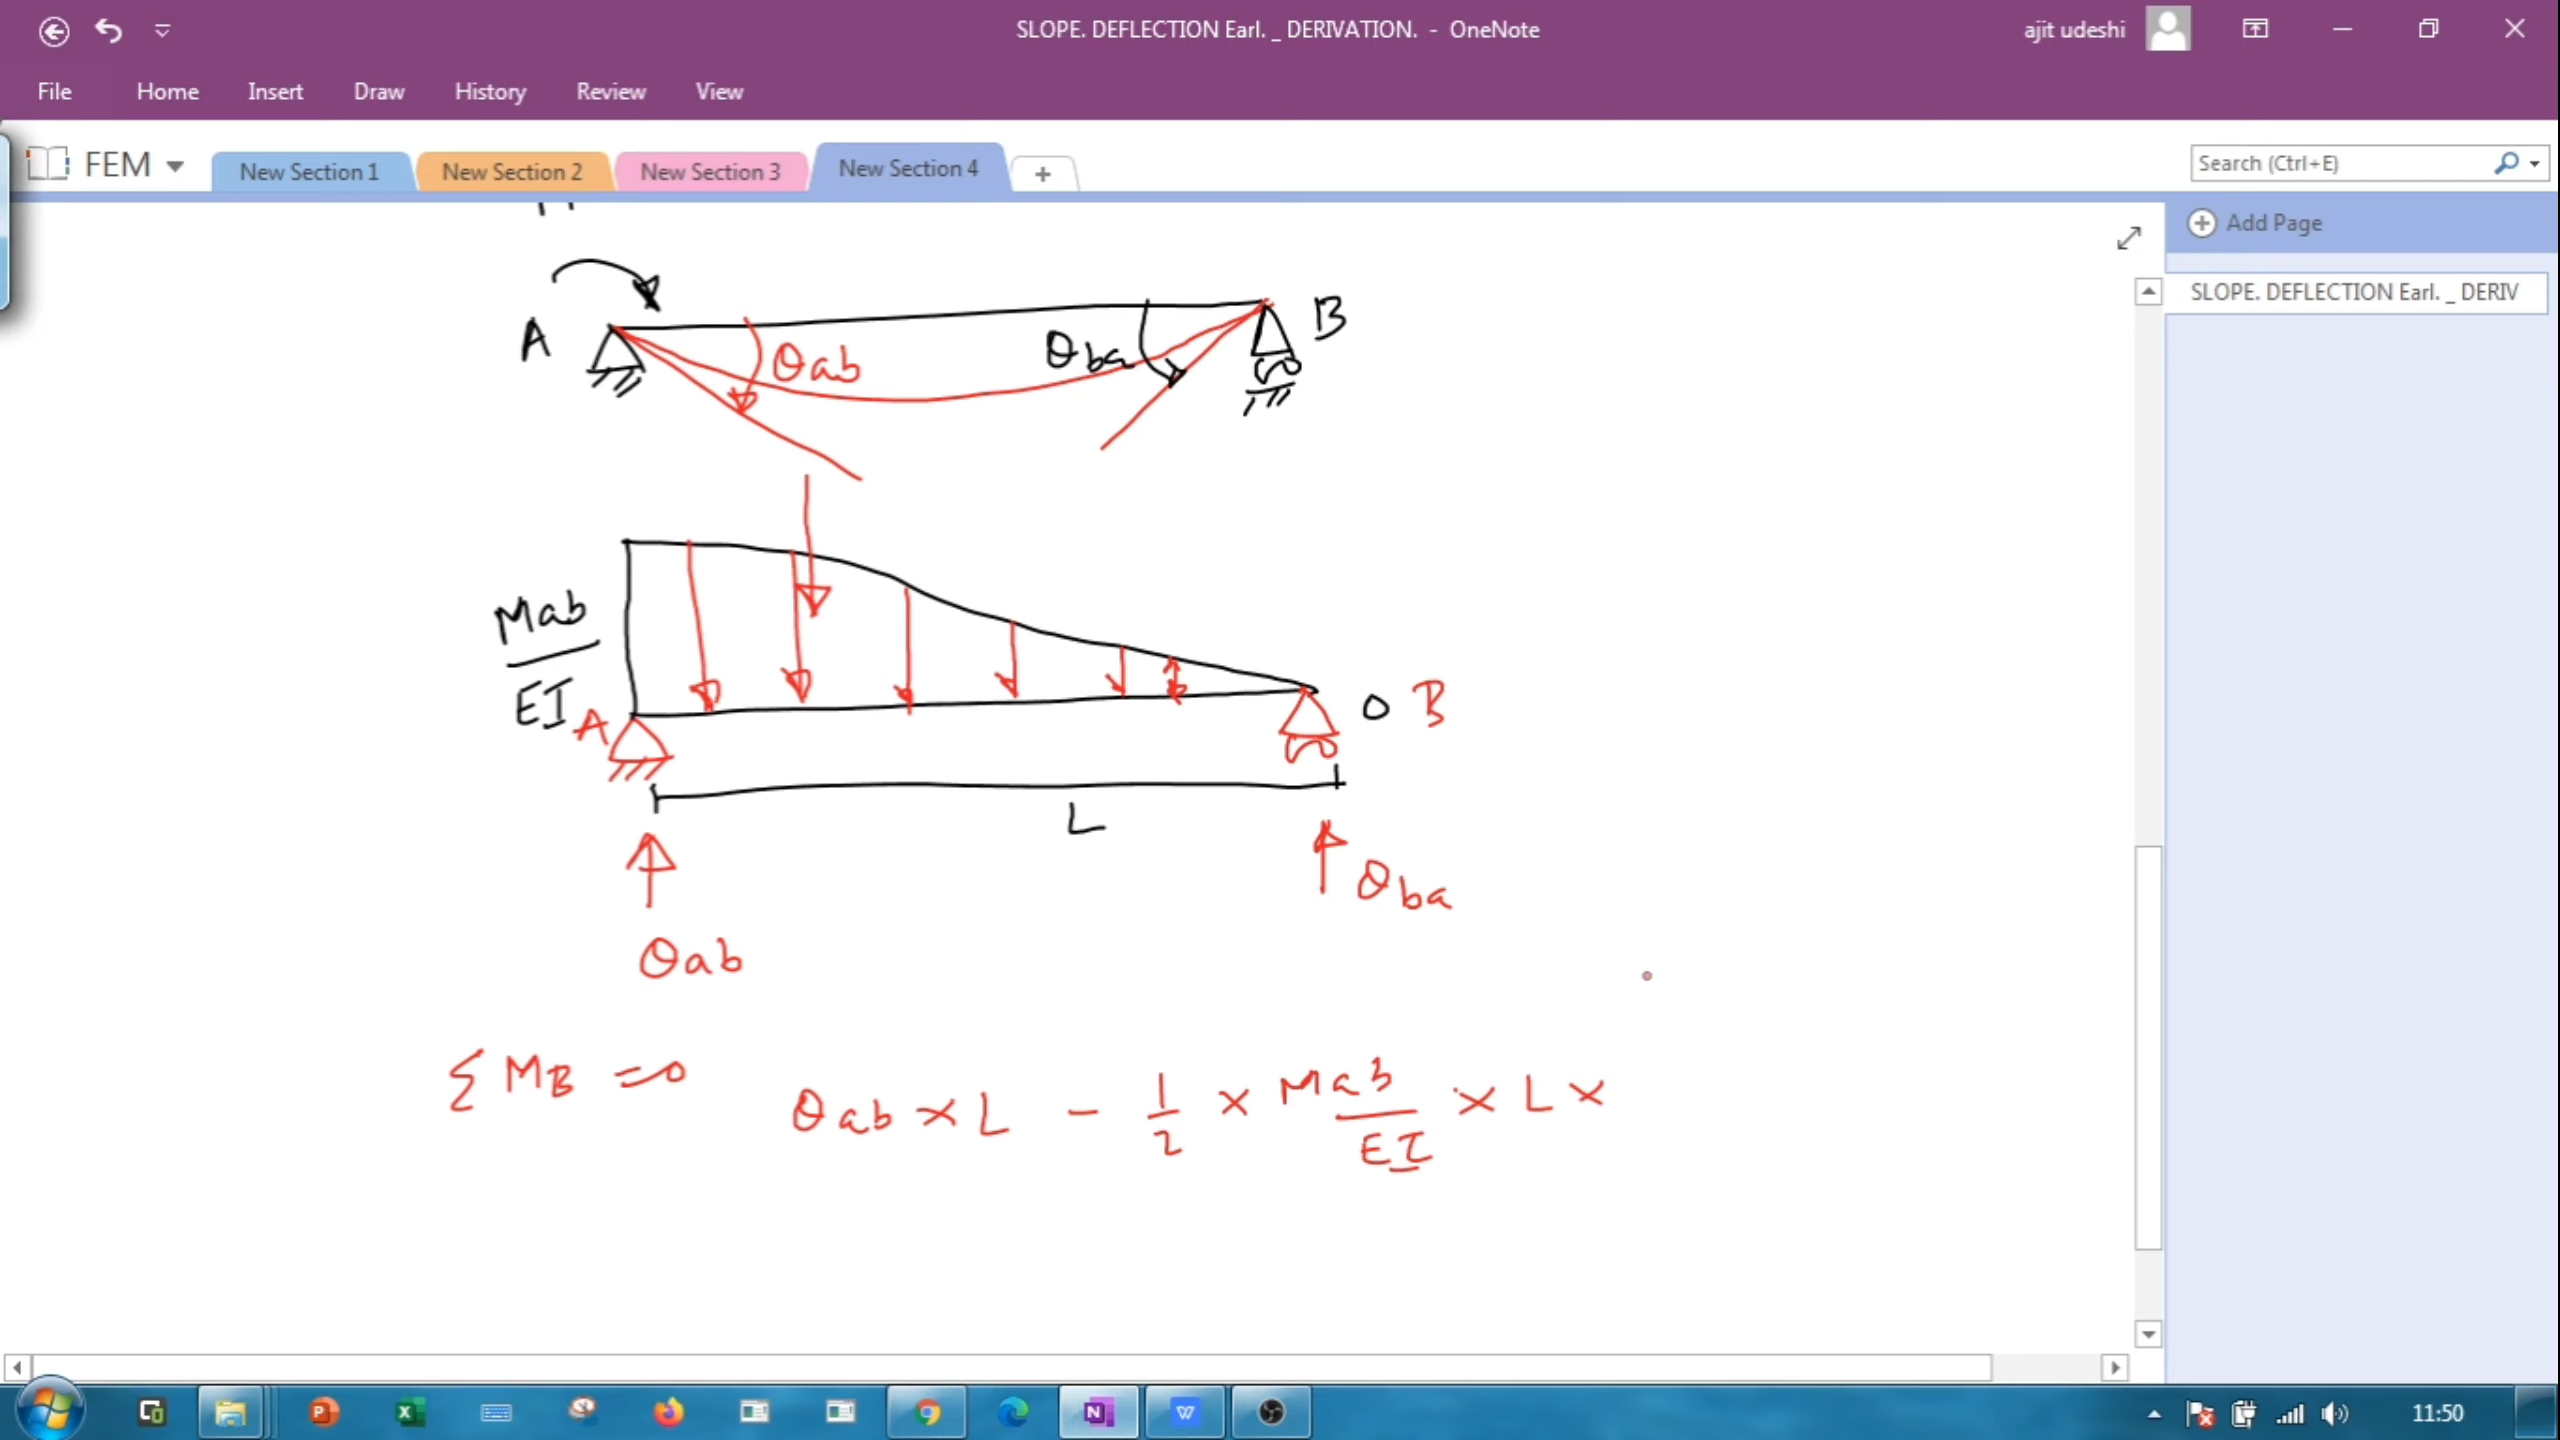 SLOPE. DEFLECTION Earl. _ DERIVATION. - OneNote
ajit udeshi
File Home Insert Draw History Review View
FEM
New Section 1
New Section 2
New Section 3
New Section 4
+
Search (Ctrl+E)
Add Page
SLOPE. DEFLECTION Earl. _ DERIV
A
θab
θba
B
Mab
EI
A
O B
L
θab
θba
ΣMB =0
θab × L - 1/2 × Mab/EI × L ×
11:50